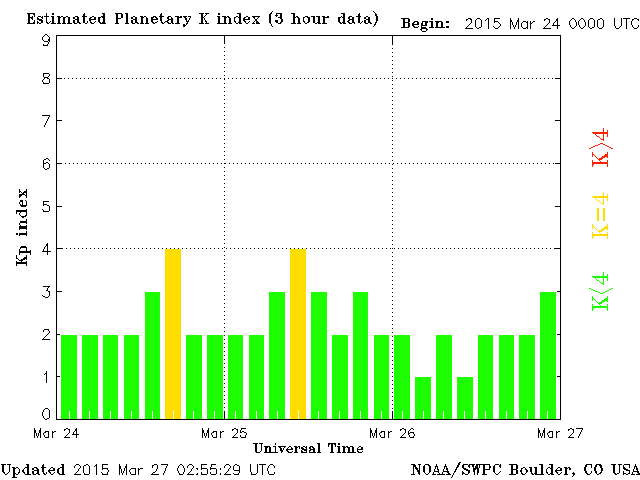 Estimated Planetary K index (3 hour data)
Begin: 2015 Mar 24 0000 UTC
9
8
7
6
5
4
3
2
1
0
Kp index
K>4
K=4
K<4
Mar 24
Mar 25
Mar 26
Mar 27
Universal Time
Updated 2015 Mar 27 02:55:29 UTC
NOAA/SWPC Boulder, CO USA